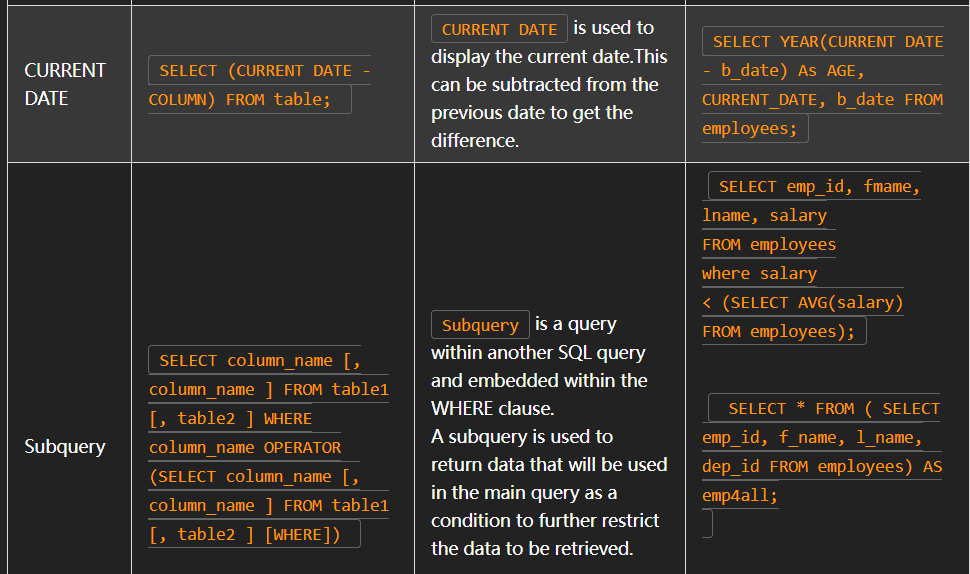 CURRENT
DATE
SELECT (CURRENT DATE -
COLUMN) FROM table;
CURRENT DATE is used to
display the current date.This
can be subtracted from the
previous date to get the
difference.
SELECT YEAR(CURRENT DATE
- b_date) As AGE,
CURRENT_DATE, b_date FROM
employees;
Subquery
SELECT column_name [,
column_name ] FROM table1
[, table2 ] WHERE
column_name OPERATOR
(SELECT column_name [,
column_name ] FROM table1
[, table2 ] [WHERE])
Subquery is a query
within another SQL query
and embedded within the
WHERE clause.
A subquery is used to
return data that will be used
in the main query as a
condition to further restrict
the data to be retrieved.
SELECT emp_id, fmame,
lname, salary
FROM employees
where salary
< (SELECT AVG(salary)
FROM employees);
SELECT * FROM ( SELECT
emp_id, f_name, l_name,
dep_id FROM employees) AS
emp4all;